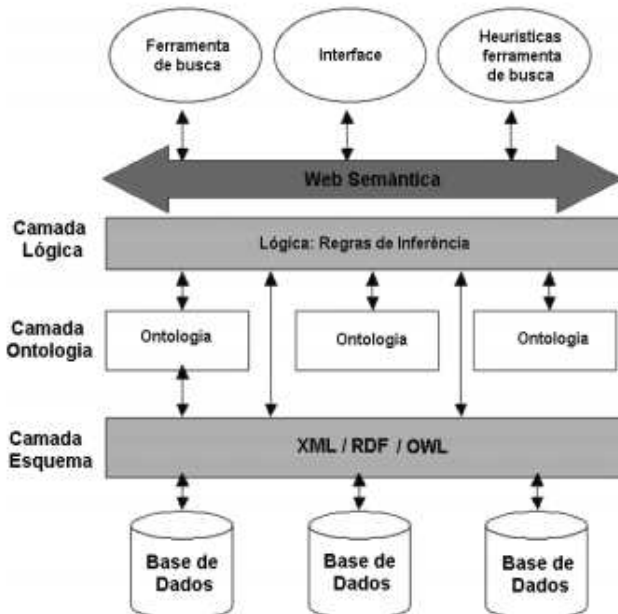 Ferramenta
de busca
Interface
Heurísticas
ferramenta
de busca
Web Semântica
Camada
Lógica
Lógica: Regras de Inferência
Camada
Ontologia
Ontologia
Ontologia
Ontologia
Camada
Esquema
XML / RDF / OWL
Base de
Dados
Base de
Dados
Base de
Dados